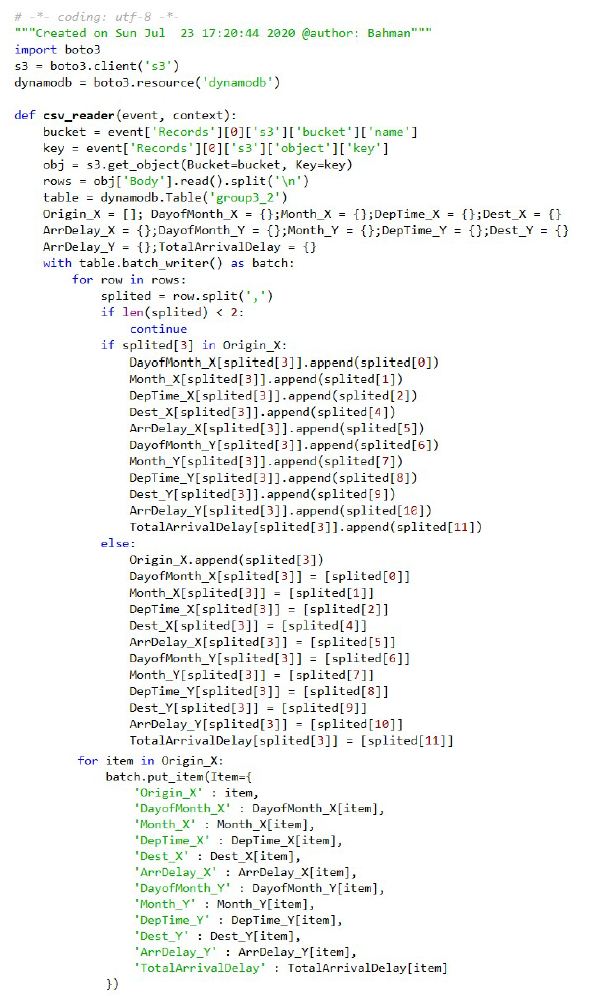 # -*- coding: utf-8 -*-
"""Created on Sun Jul  23 17:20:44 2020 @author: Bahman"""
import boto3
s3 = boto3.client('s3')
dynamodb = boto3.resource('dynamodb')

def csv_reader(event, context):
    bucket = event['Records'][0]['s3']['bucket']['name']
    key = event['Records'][0]['s3']['object']['key']
    obj = s3.get_object(Bucket=bucket, Key=key)
    rows = obj['Body'].read().split('\n')
    table = dynamodb.Table('group3_2')
    Origin_X = []; DayofMonth_X = {};Month_X = {};DepTime_X = {};Dest_X = {}
    ArrDelay_X = {};DayofMonth_Y = {};Month_Y = {};DepTime_Y = {};Dest_Y = {}
    ArrDelay_Y = {};TotalArrivalDelay = {}
    with table.batch_writer() as batch:
        for row in rows:
            splited = row.split(',')
            if len(splited) < 2:
                continue
            if splited[3] in Origin_X:
                DayofMonth_X[splited[3]].append(splited[0])
                Month_X[splited[3]].append(splited[1])
                DepTime_X[splited[3]].append(splited[2])
                Dest_X[splited[3]].append(splited[4])
                ArrDelay_X[splited[3]].append(splited[5])
                DayofMonth_Y[splited[3]].append(splited[6])
                Month_Y[splited[3]].append(splited[7])
                DepTime_Y[splited[3]].append(splited[8])
                Dest_Y[splited[3]].append(splited[9])
                ArrDelay_Y[splited[3]].append(splited[10])
                TotalArrivalDelay[splited[3]].append(splited[11])
            else:
                Origin_X.append(splited[3])
                DayofMonth_X[splited[3]] = [splited[0]]
                Month_X[splited[3]] = [splited[1]]
                DepTime_X[splited[3]] = [splited[2]]
                Dest_X[splited[3]] = [splited[4]]
                ArrDelay_X[splited[3]] = [splited[5]]
                DayofMonth_Y[splited[3]] = [splited[6]]
                Month_Y[splited[3]] = [splited[7]]
                DepTime_Y[splited[3]] = [splited[8]]
                Dest_Y[splited[3]] = [splited[9]]
                ArrDelay_Y[splited[3]] = [splited[10]]
                TotalArrivalDelay[splited[3]] = [splited[11]]
        for item in Origin_X:
            batch.put_item(Item={
                'Origin_X' : item,
                'DayofMonth_X' : DayofMonth_X[item],
                'Month_X' : Month_X[item],
                'DepTime_X' : DepTime_X[item],
                'Dest_X' : Dest_X[item],
                'ArrDelay_X' : ArrDelay_X[item],
                'DayofMonth_Y' : DayofMonth_Y[item],
                'Month_Y' : Month_Y[item],
                'DepTime_Y' : DepTime_Y[item],
                'Dest_Y' : Dest_Y[item],
                'ArrDelay_Y' : ArrDelay_Y[item],
                'TotalArrivalDelay' : TotalArrivalDelay[item]
            })